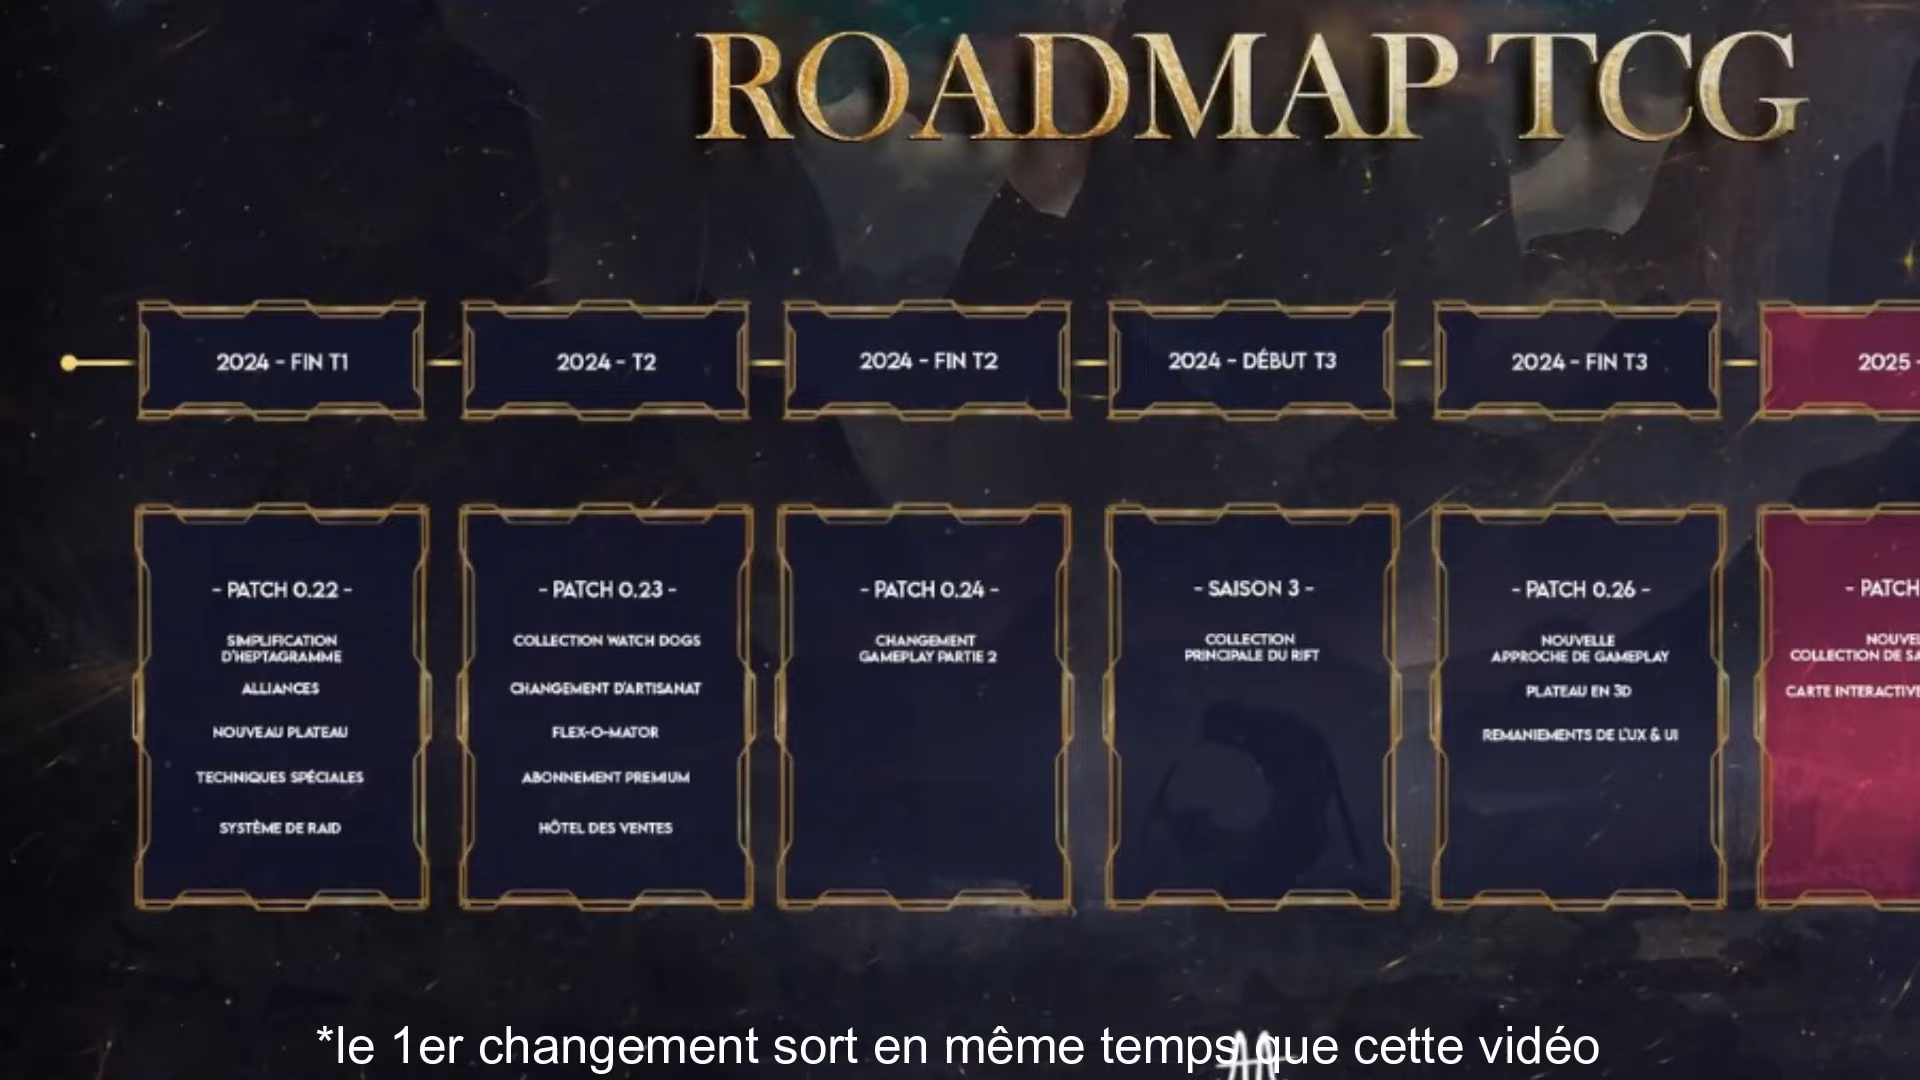 ROADMAP TCG
2024 - FIN T1
2024 - T2
2024 - FIN T2
2024 - DÉBUT T3
2024 - FIN T3
2025 -
- PATCH 0.22 -
SIMPLIFICATION
D'HEPTAGRAMME
ALLIANCES
NOUVEAU PLATEAU
TECHNIQUES SPÉCIALES
SYSTÈME DE RAID
- PATCH 0.23 -
COLLECTION WATCH DOGS
CHANGEMENT D'ARTISANAT
FLEX-O-MATOR
ABONNEMENT PREMIUM
HÔTEL DES VENTES
- PATCH 0.24 -
CHANGEMENT
GAMEPLAY PARTIE 2
- SAISON 3 -
COLLECTION
PRINCIPALE DU RIFT
- PATCH 0.26 -
NOUVELLE
APPROCHE DE GAMEPLAY
PLATEAU EN 3D
REMANIEMENTS DE L'UX & UI
- PATCH
COLLECTION DE
CARTE INTERACTIVE
*le 1er changement sort en même temps que cette vidéo